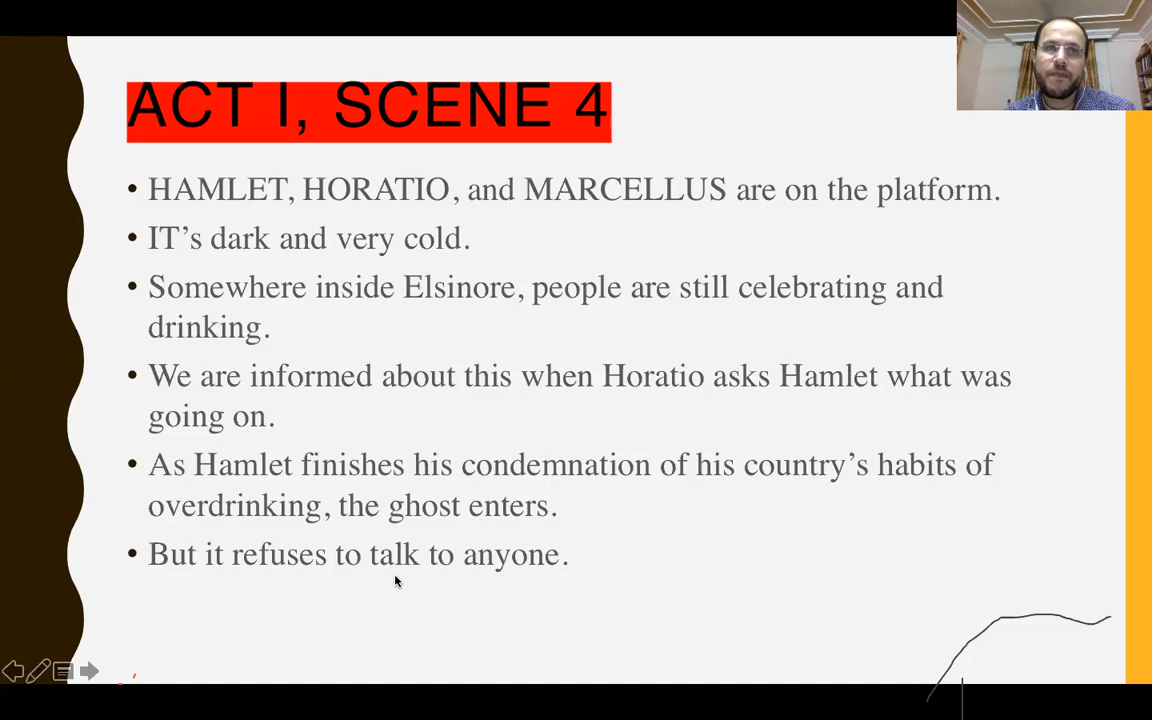 ACT I, SCENE 4
• HAMLET, HORATIO, and MARCELLUS are on the platform.
• IT’s dark and very cold.
• Somewhere inside Elsinore, people are still celebrating and
drinking.
• We are informed about this when Horatio asks Hamlet what was
going on.
• As Hamlet finishes his condemnation of his country’s habits of
overdrinking, the ghost enters.
• But it refuses to talk to anyone.